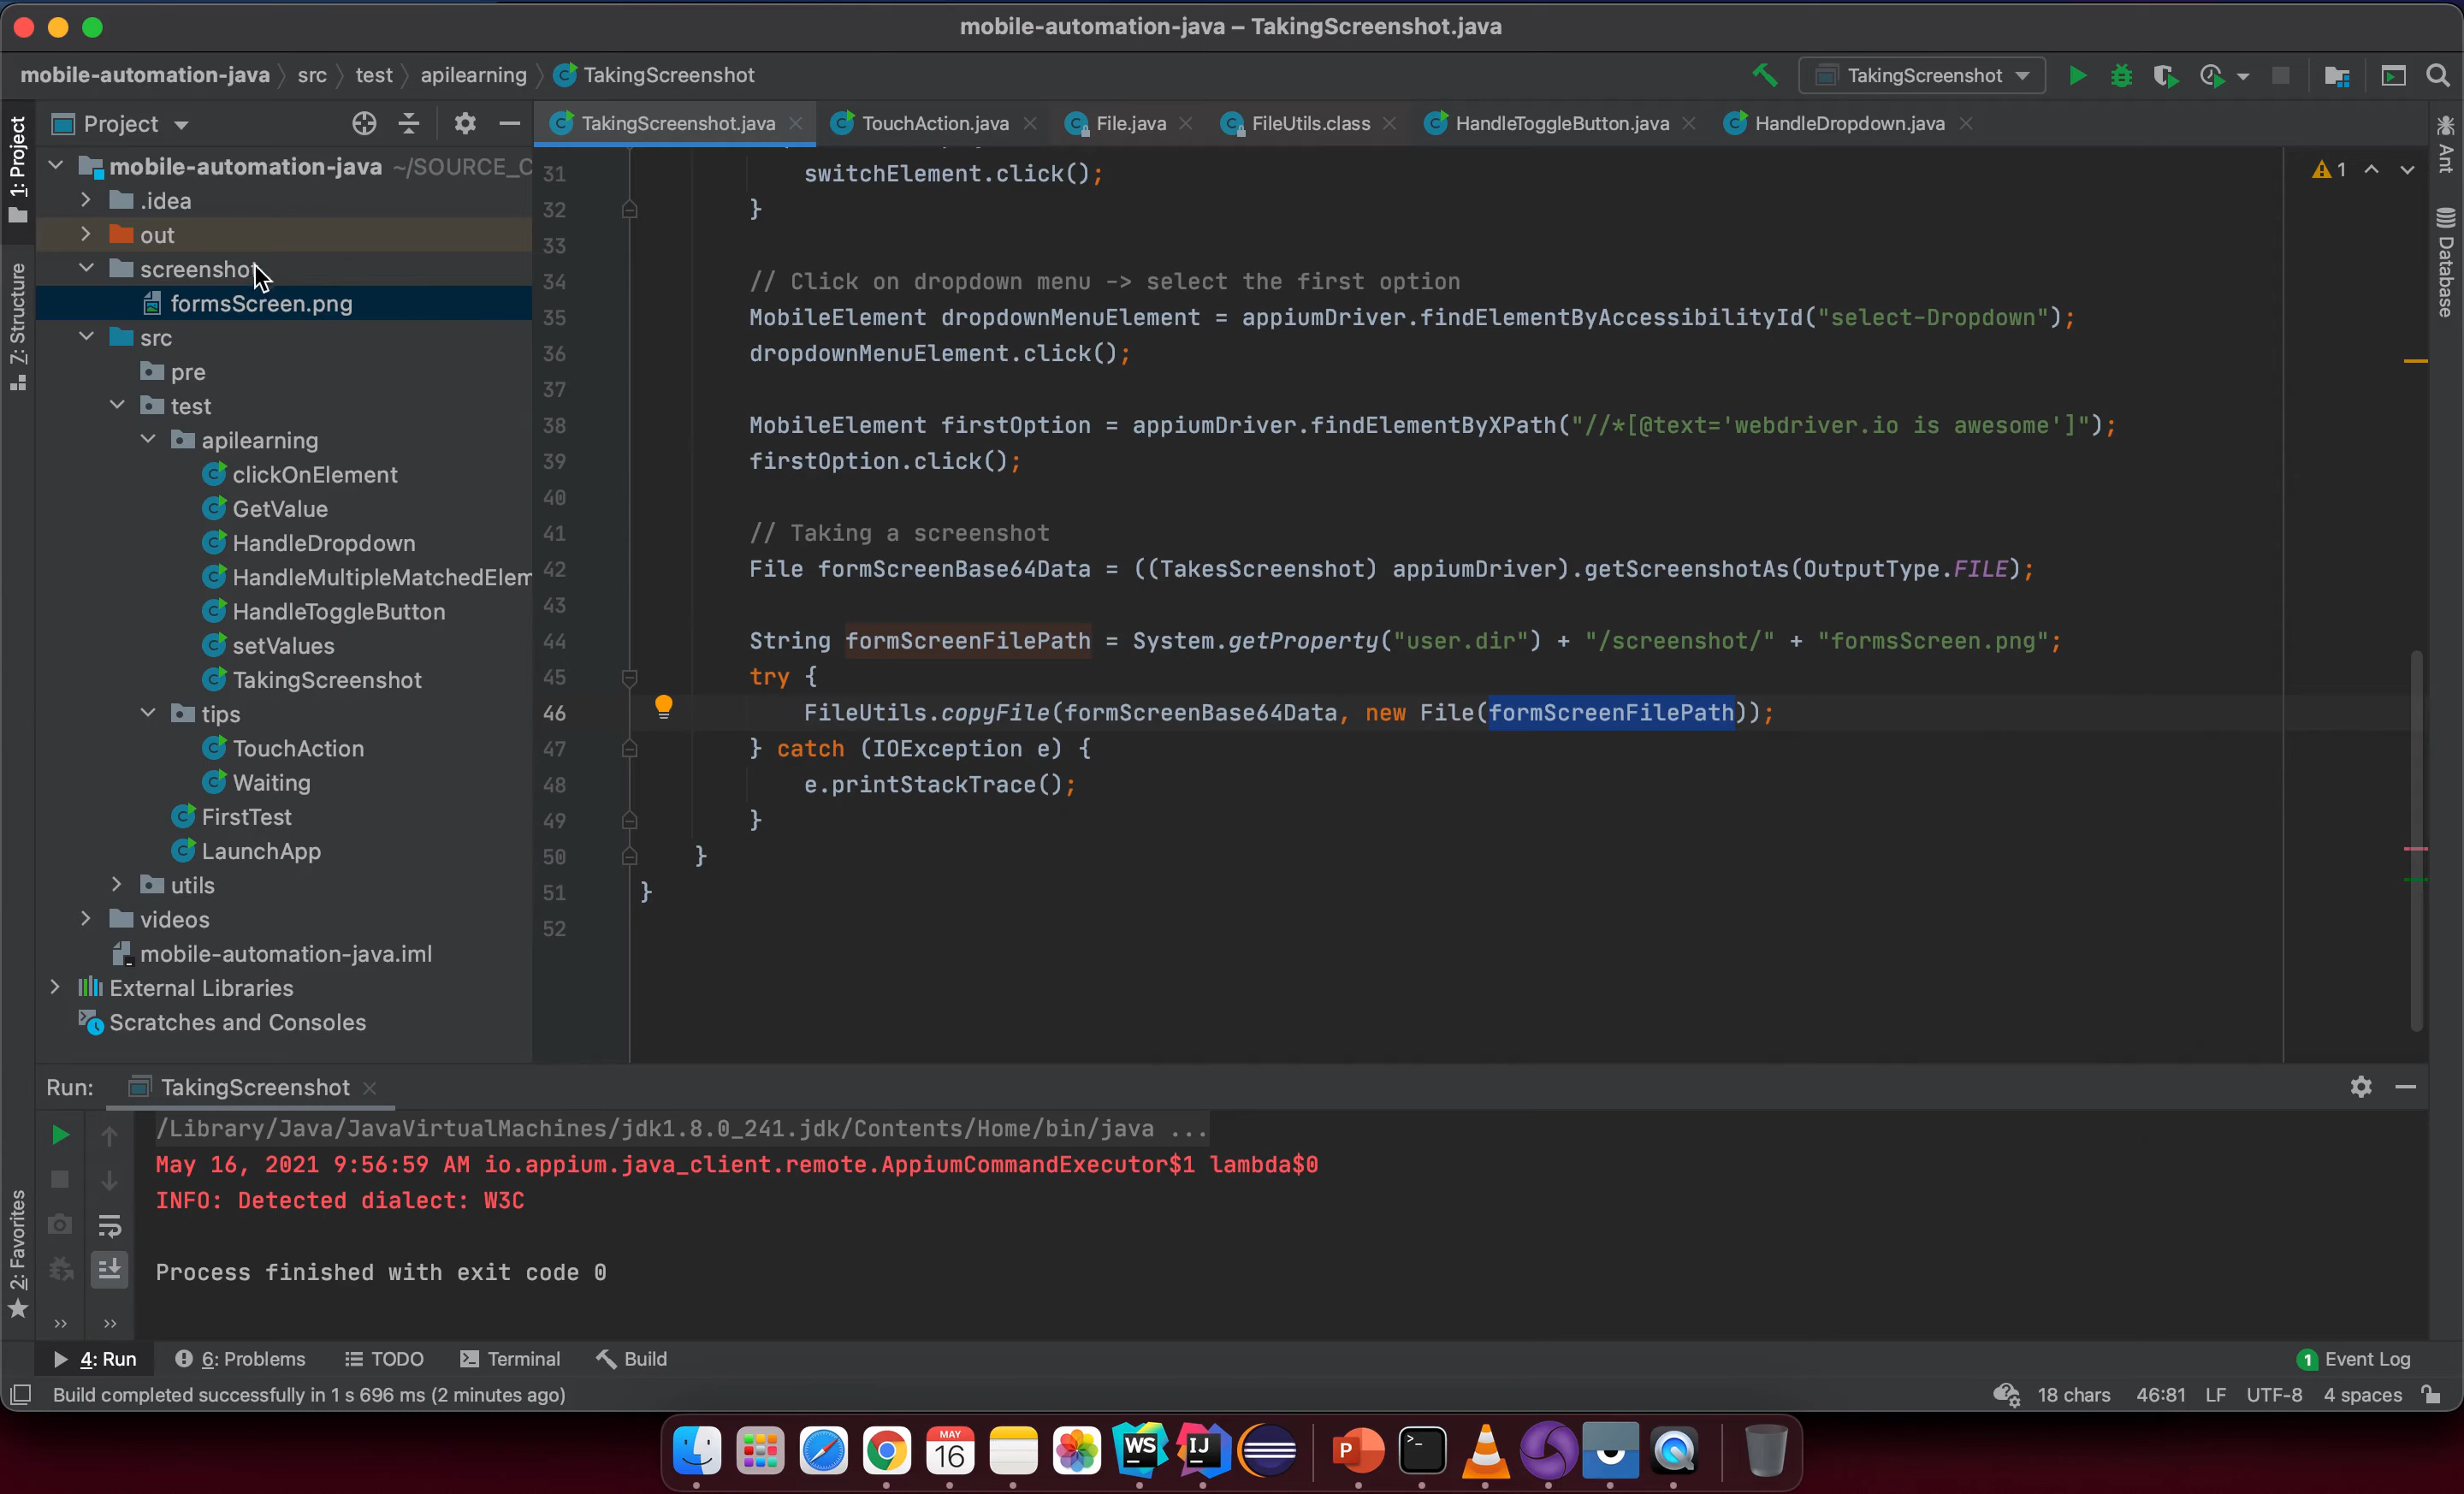 mobile-automation-java – TakingScreenshot.java
mobile-automation-java src test apilearning TakingScreenshot
TakingScreenshot
1: Project
7: Structure
2: Favorites
Project
mobile-automation-java ~/SOURCE_C
.idea
out
screenshot
formsScreen.png
src
pre
test
apilearning
clickOnElement
GetValue
HandleDropdown
HandleMultipleMatchedElem
HandleToggleButton
setValues
TakingScreenshot
tips
TouchAction
Waiting
FirstTest
LaunchApp
utils
videos
mobile-automation-java.iml
External Libraries
Scratches and Consoles
TakingScreenshot.java TouchAction.java File.java FileUtils.class HandleToggleButton.java HandleDropdown.java
1
Ant
Database
31 switchElement.click();
32 }
33
34 // Click on dropdown menu -> select the first option
35 MobileElement dropdownMenuElement = appiumDriver.findElementByAccessibilityId("select-Dropdown");
36 dropdownMenuElement.click();
37
38 MobileElement firstOption = appiumDriver.findElementByXPath("//*[@text='webdriver.io is awesome']");
39 firstOption.click();
40
41 // Taking a screenshot
42 File formScreenBase64Data = ((TakesScreenshot) appiumDriver).getScreenshotAs(OutputType.FILE);
43
44 String formScreenFilePath = System.getProperty("user.dir") + "/screenshot/" + "formsScreen.png";
45 try {
46 FileUtils.copyFile(formScreenBase64Data, new File(formScreenFilePath));
47 } catch (IOException e) {
48 e.printStackTrace();
49 }
50 }
51 }
52
Run: TakingScreenshot
/Library/Java/JavaVirtualMachines/jdk1.8.0_241.jdk/Contents/Home/bin/java ...
May 16, 2021 9:56:59 AM io.appium.java_client.remote.AppiumCommandExecutor$1 lambda$0
INFO: Detected dialect: W3C
Process finished with exit code 0
4: Run 6: Problems TODO Terminal Build 1 Event Log
Build completed successfully in 1 s 696 ms (2 minutes ago) 18 chars 46:81 LF UTF-8 4 spaces
MAY
16
WS
IJ
P